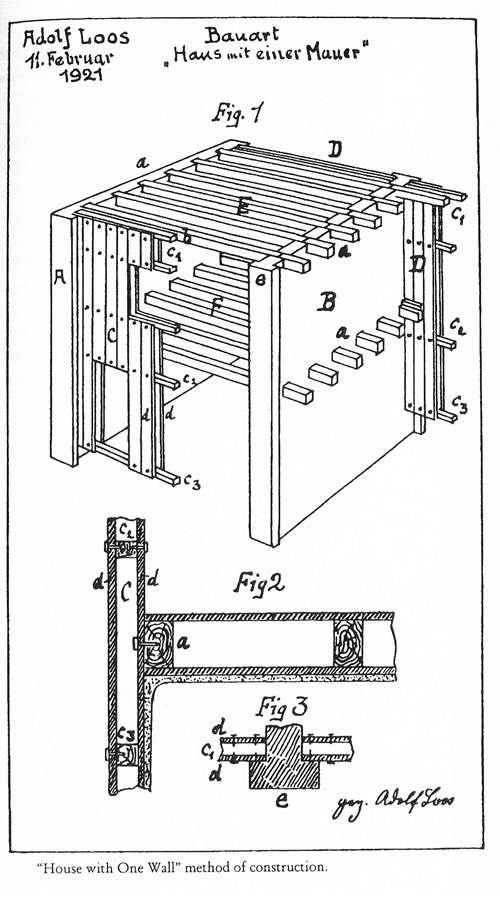 Adolf Loos
11. Februar
1921
Bauart
„Haus mit einer Mauer"
Fig. 1
a
D
E
b
C1
A
C
F
a
e
B
D
a
C1
C2
C3
C2
d
d
C3
C2
d
C
d
a
C3
Fig 2
Fig 3
d
C1
d
e
gez. Adolf Loos
"House with One Wall" method of construction.